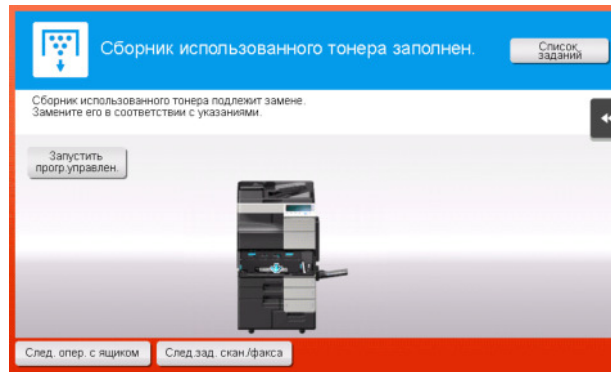 Сборник использованного тонера заполнен.
Список
заданий
Сборник использованного тонера подлежит замене.
Замените его в соответствии с указаниями.
Запустить
прогр.управлен.
След. опер. с ящиком
След.зад. скан./факса